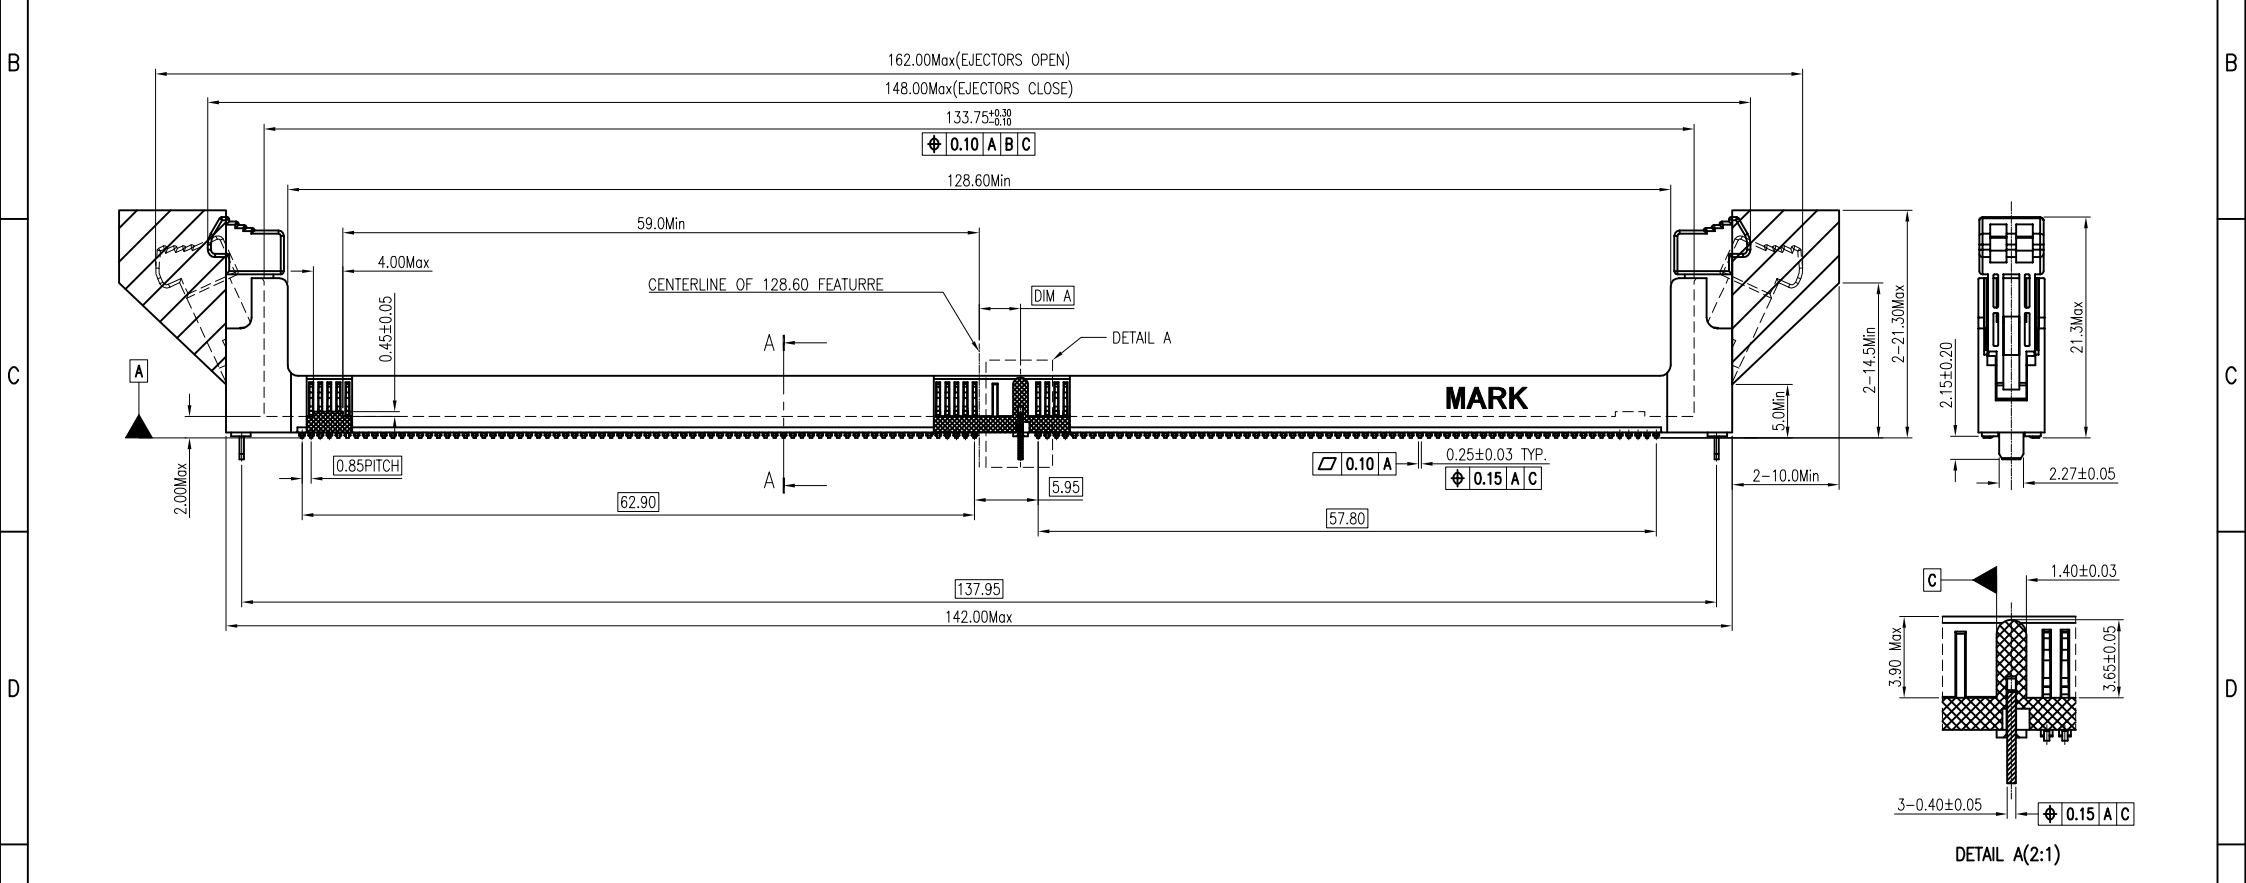 B
B
162.00Max(EJECTORS OPEN)
148.00Max(EJECTORS CLOSE)
133.75+0.30
-0.10
⌖ 0.10 A B C
128.60Min
59.0Min
4.00Max
CENTERLINE OF 128.60 FEATURRE
DIM A
DETAIL A
0.45±0.05
A
A
C
C
MARK
2-14.5Min
2-21.30Max
5.0Min
21.3Max
2.15±0.20
2.00Max
0.85PITCH
A
⏥ 0.10 A
0.25±0.03 TYP.
⌖ 0.15 A C
2-10.0Min
2.27±0.05
62.90
5.95
57.80
137.95
142.00Max
C
1.40±0.03
3.90 Max
3.65±0.05
D
D
3-0.40±0.05
⌖ 0.15 A C
DETAIL A(2:1)